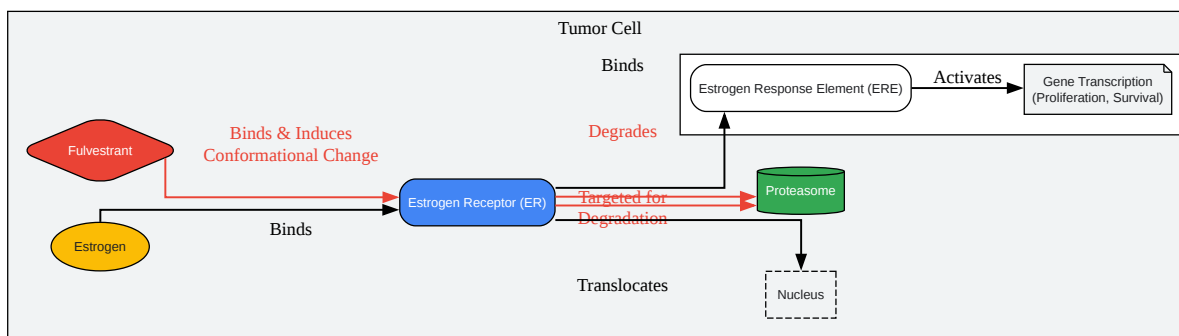 Tumor Cell
Binds
Estrogen Response Element (ERE)
Activates
Gene Transcription
(Proliferation, Survival)
Fulvestrant
Binds & Induces
Conformational Change
Degrades
Estrogen Receptor (ER)
Targeted for
Degradation
Proteasome
Estrogen
Binds
Translocates
Nucleus